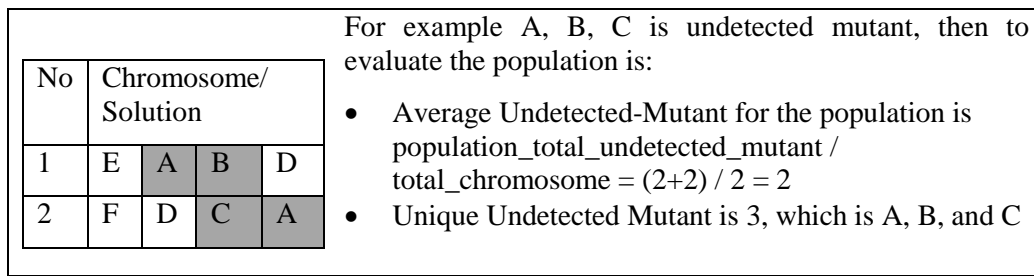 No Chromosome/
Solution
1 E A B D
2 F D C A
For example A, B, C is undetected mutant, then to
evaluate the population is:
• Average Undetected-Mutant for the population is
population_total_undetected_mutant /
total_chromosome = (2+2) / 2 = 2
• Unique Undetected Mutant is 3, which is A, B, and C